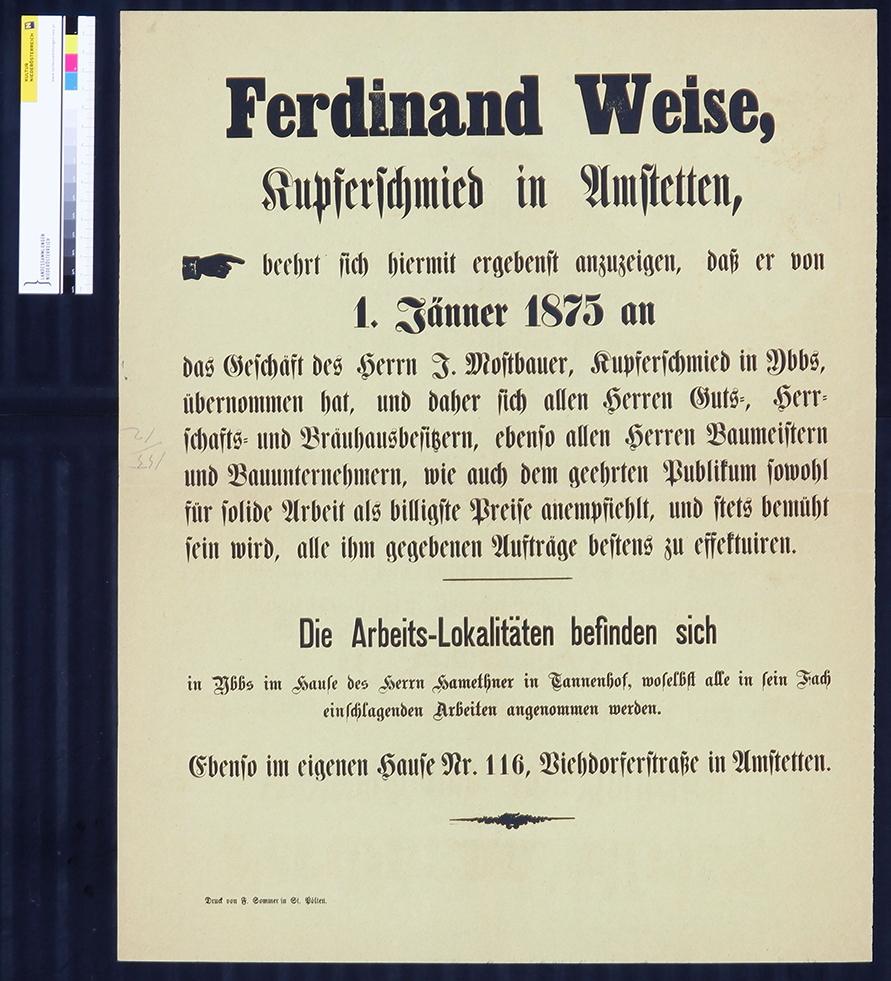 Ferdinand Weise,
Kupferschmied in Amstetten,
beehrt sich hiermit ergebenst anzuzeigen, daß er von
1. Jänner 1875 an
das Geschäft des Herrn J. Mostbauer, Kupferschmied in Ybbs,
übernommen hat, und daher sich allen Herren Guts-, Herr-
schafts- und Bräuhausbesitzern, ebenso allen Herren Baumeistern
und Bauunternehmern, wie auch dem geehrten Publikum sowohl
für solide Arbeit als billigste Preise anempfiehlt, und stets bemüht
sein wird, alle ihm gegebenen Aufträge bestens zu effektuiren.
Die Arbeits-Lokalitäten befinden sich
in Ybbs im Hause des Herrn Hamethner in Tannenhof, woselbst alle in sein Fach
einschlagenden Arbeiten angenommen werden.
Ebenso im eigenen Hause Nr. 116, Viehdorferstraße in Amstetten.
Druck von F. Sommer in St. Pölten.
KULTUR
NIEDERÖSTERREICH